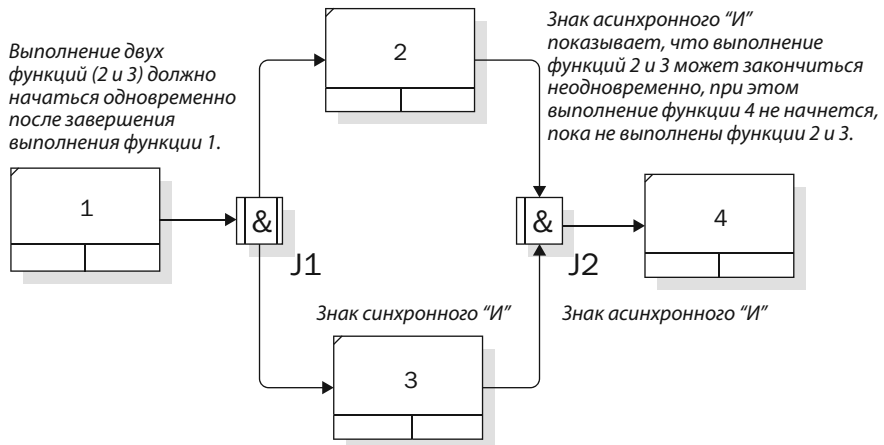 Выполнение двух
функций (2 и 3) должно
начаться одновременно
после завершения
выполнения функции 1.
Знак асинхронного “И”
показывает, что выполнение
функций 2 и 3 может закончиться
неодновременно, при этом
выполнение функции 4 не начнется,
пока не выполнены функции 2 и 3.
2
1
&
J1
&
J2
4
Знак синхронного “И”
Знак асинхронного “И”
3